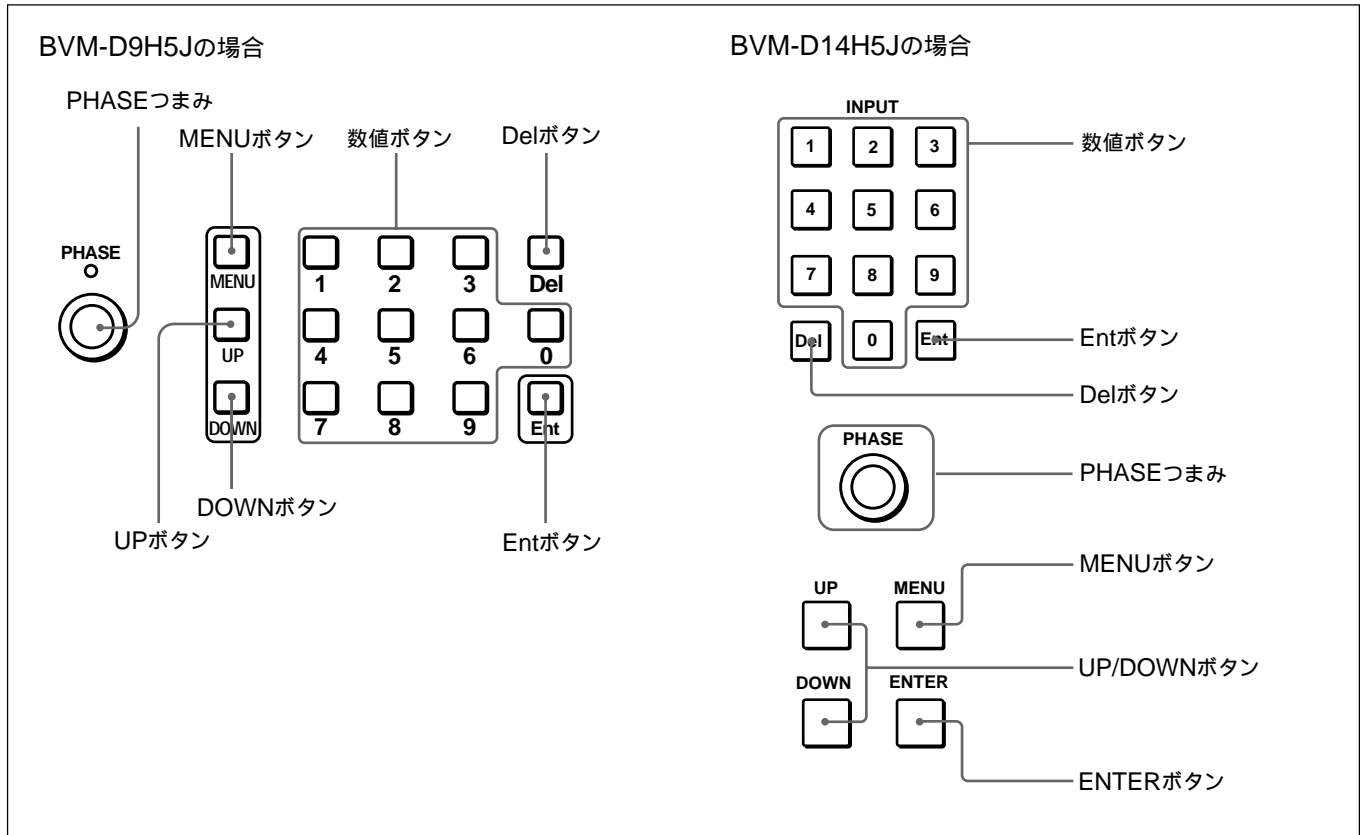 BVM-D9H5Jの場合
PHASEつまみ
MENUボタン 数値ボタン Delボタン
PHASE
MENU 1 2 3 Del
UP 4 5 6 0
DOWN 7 8 9 Ent
DOWNボタン
UPボタン
Entボタン
BVM-D14H5Jの場合
INPUT
1 2 3
数値ボタン
4 5 6
7 8 9
Del 0 Ent
Entボタン
Delボタン
PHASE
PHASEつまみ
MENUボタン
UP MENU
UP/DOWNボタン
DOWN ENTER
ENTERボタン